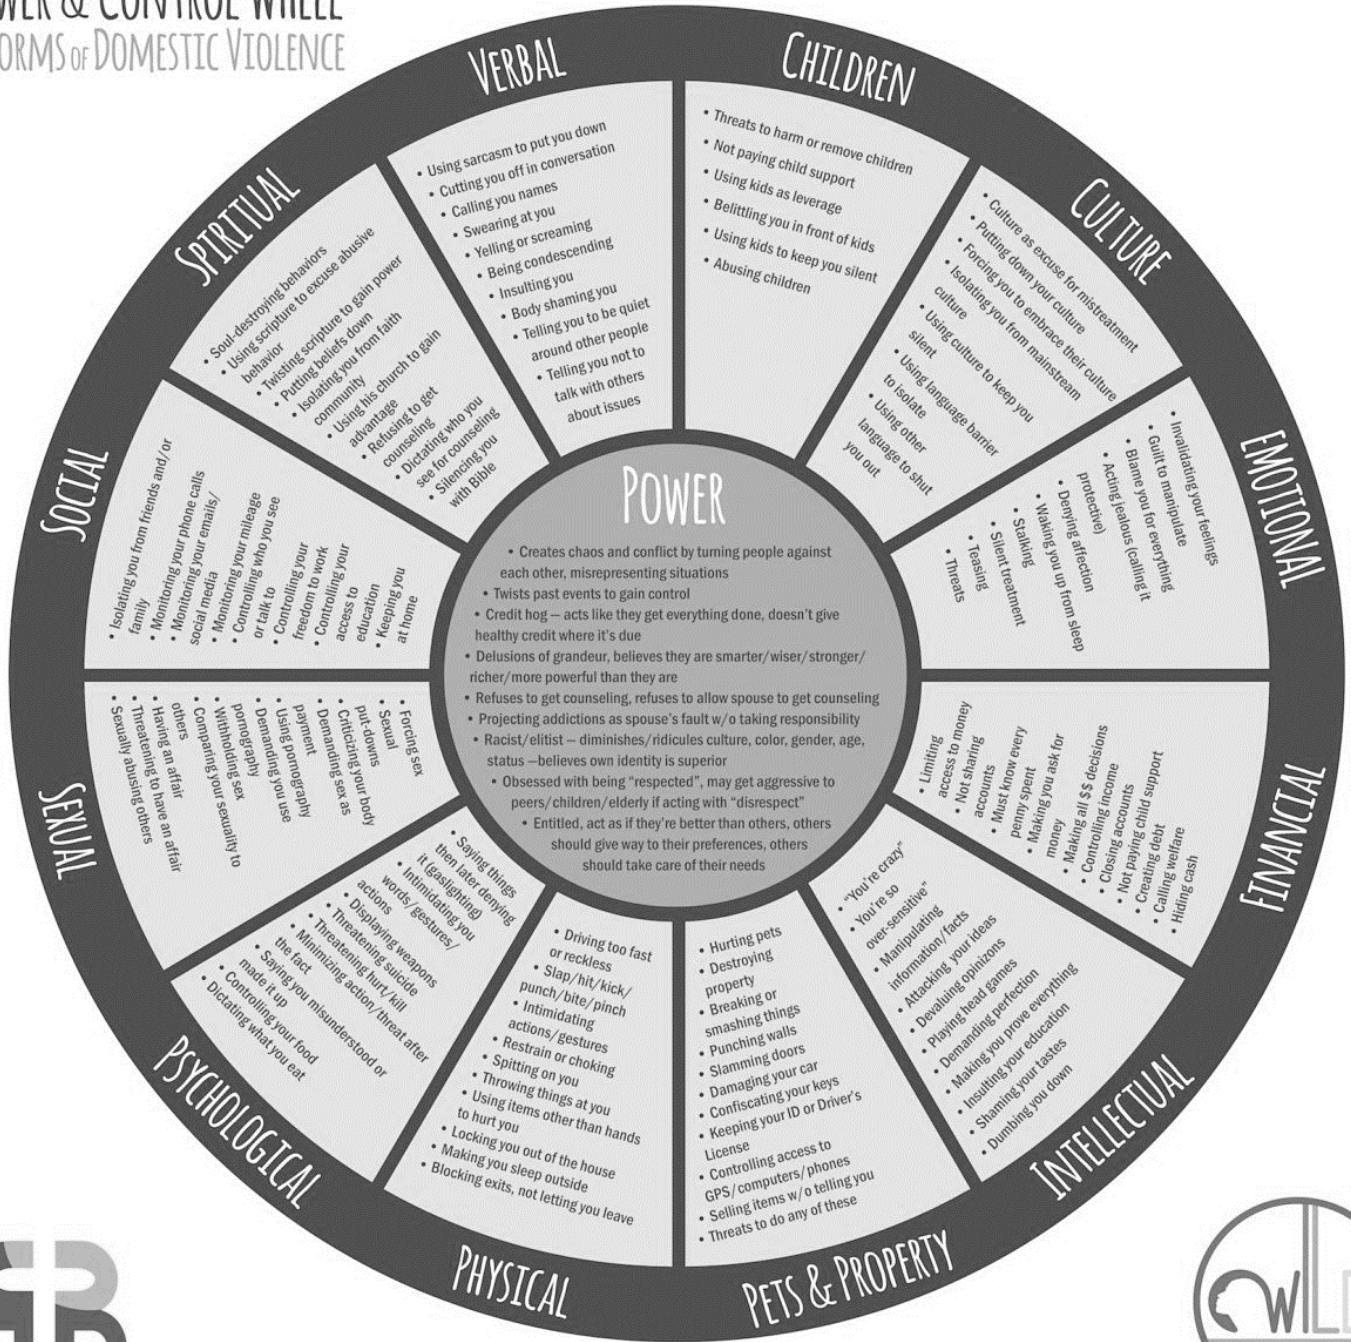 & CONTROL WHEEL
OF DOMESTIC VIOLENCE
VERBAL
• Using sarcasm to put you down
• Cutting you off in conversation
• Calling you names
• Swearing at you
• Yelling or screaming
• Being condescending
• Insulting you
• Body shaming you
• Telling you to be quiet
around other people
• Telling you not to
talk with others
about issues
CHILDREN
• Threats to harm or remove children
• Not paying child support
• Using kids as leverage
• Belittling you in front of kids
• Using kids to keep you silent
• Abusing children
CULTURE
• Culture as excuse for mistreatment
• Putting down your culture
• Forcing you to embrace their culture
• Isolating you from mainstream
culture
• Using culture to keep you
silent
• Using language barrier
to isolate
• Using other
language to shut
you out
EMOTIONAL
• Invalidating your feelings
• Guilt to manipulate
• Blame you for everything
• Acting jealous (calling it
protective)
• Denying affection
• Waking you up from sleep
• Stalking
• Silent treatment
• Teasing
• Threats
FINANCIAL
• Limiting
access to money
• Not sharing
accounts
• Must know every
penny spent
• Making you ask for
money
• Making all $$ decisions
• Controlling income
• Closing accounts
• Not paying child support
• Creating debt
• Calling welfare
• Hiding cash
INTELLECTUAL
• "You're crazy"
• You're so
over-sensitive"
• Manipulating
information/facts
• Attacking your ideas
• Devaluing opinizons
• Playing head games
• Demanding perfection
• Making you prove everything
• Insulting your education
• Shaming your tastes
• Dumbing you down
PETS & PROPERTY
• Hurting pets
• Destroying
property
• Breaking or
smashing things
• Punching walls
• Slamming doors
• Damaging your car
• Confiscating your keys
• Keeping your ID or Driver's
License
• Controlling access to
GPS/computers/phones
• Selling items w/o telling you
• Threats to do any of these
PHYSICAL
• Driving too fast
or reckless
• Slap/hit/kick/
punch/bite/pinch
• Intimidating
actions/gestures
• Restrain or choking
• Spitting on you
• Throwing things at you
• Using items other than hands
to hurt you
• Locking you out of the house
• Making you sleep outside
• Blocking exits, not letting you leave
PSYCHOLOGICAL
• Saying things
then later denying
it (gaslighting)
• Intimidating you
words/gestures/
actions
• Displaying weapons
• Threatening suicide
• Threatening hurt/kill
• Minimizing action/threat after
the fact
• Saying you misunderstood or
made it up
• Controlling your food
• Dictating what you eat
SEXUAL
• Forcing sex
• Sexual
put-downs
• Criticizing your body
• Demanding sex as
payment
• Using pornography
• Demanding you use
pornography
• Withholding sex
• Comparing your sexuality to
others
• Having an affair
• Threatening to have an affair
• Sexually abusing others
SOCIAL
• Isolating you from friends and/or
family
• Monitoring your phone calls
• Monitoring your emails/
social media
• Monitoring your mileage
• Controlling who you see
or talk to
• Controlling your
freedom to work
• Controlling your
access to
education
• Keeping you
at home
SPIRITUAL
• Soul-destroying behaviors
• Using scripture to excuse abusive
behavior
• Twisting scripture to gain power
• Putting beliefs down
• Isolating you from faith
community
• Using his church to gain
advantage
• Refusing to get
counseling
• Dictating who you
see for counseling
• Silencing you
with Bible
POWER
• Creates chaos and conflict by turning people against
each other, misrepresenting situations
• Twists past events to gain control
• Credit hog — acts like they get everything done, doesn't give
healthy credit where it's due
• Delusions of grandeur, believes they are smarter/wiser/stronger/
richer/more powerful than they are
• Refuses to get counseling, refuses to allow spouse to get counseling
• Projecting addictions as spouse's fault w/o taking responsibility
• Racist/elitist — diminishes/ridicules culture, color, gender, age,
status —believes own identity is superior
• Obsessed with being "respected", may get aggressive to
peers/children/elderly if acting with "disrespect"
• Entitled, act as if they're better than others, others
should give way to their preferences, others
should take care of their needs